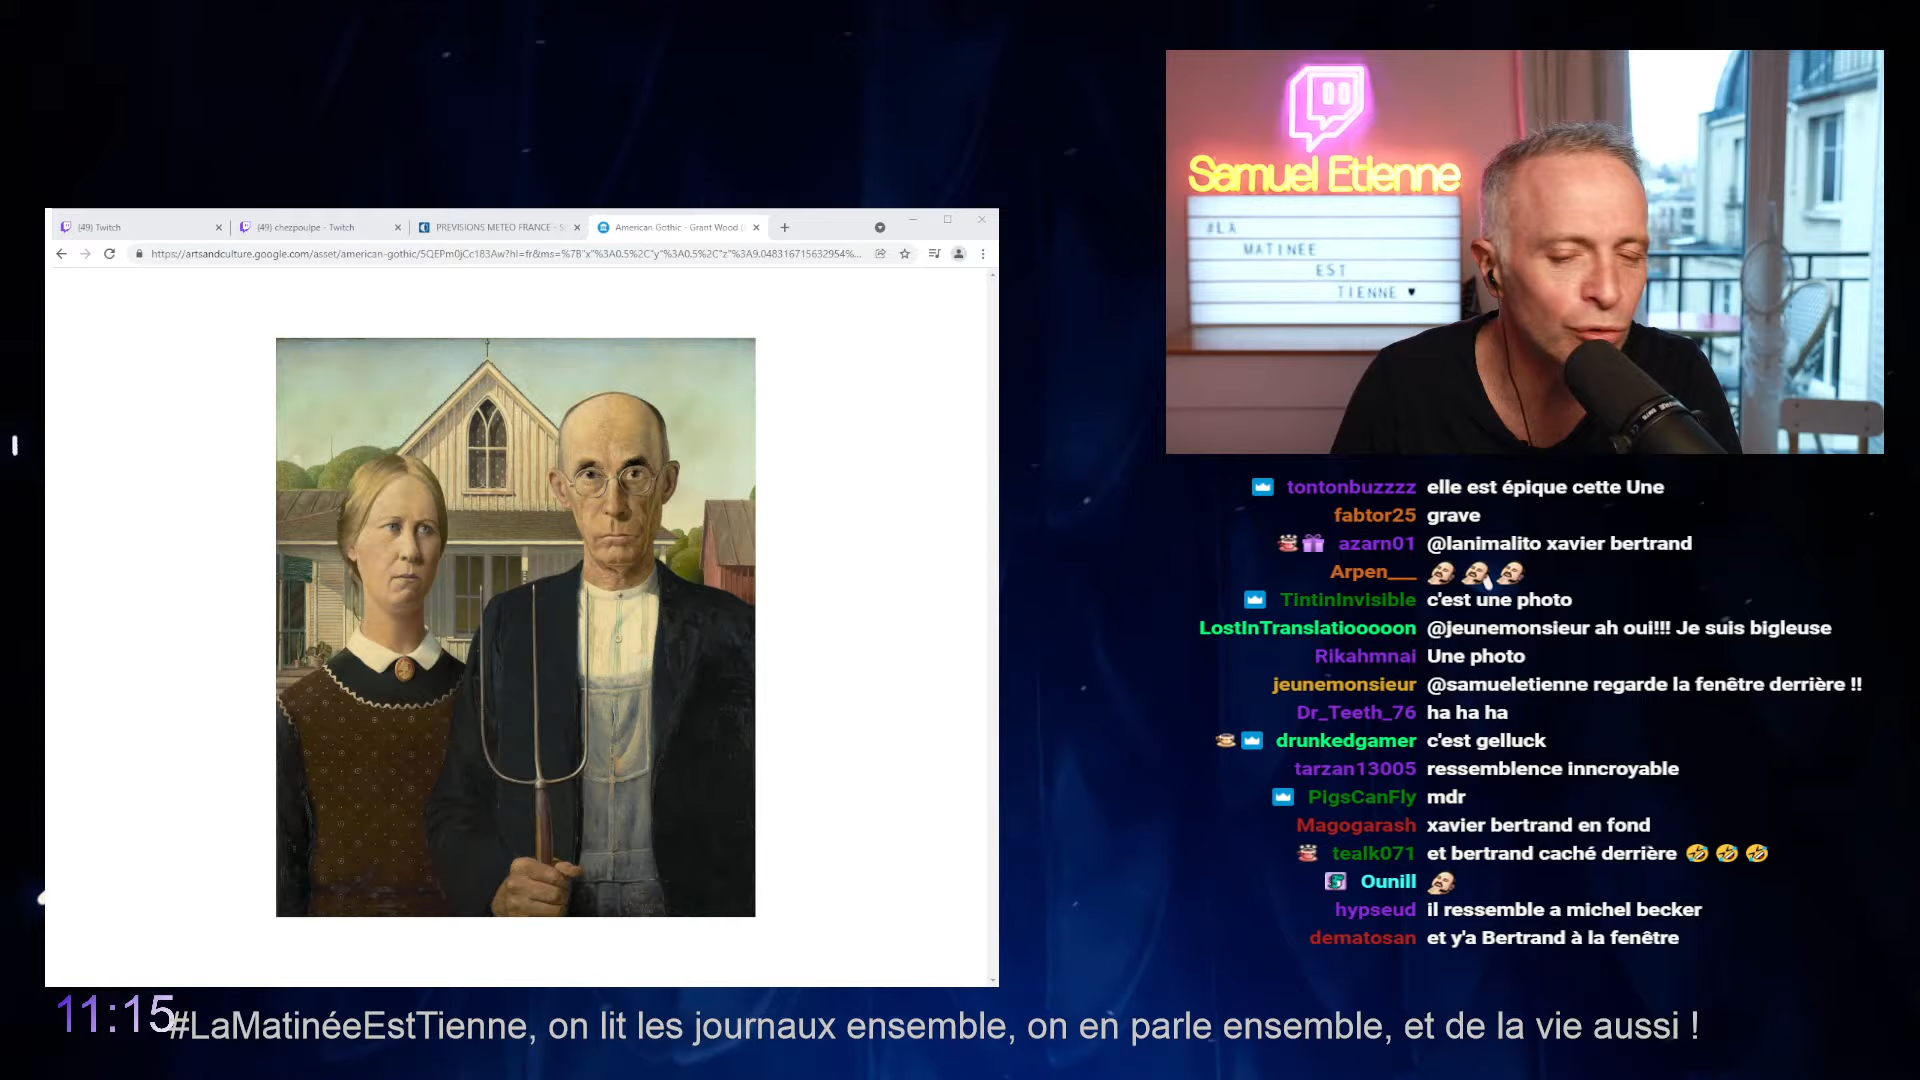 (49) Twitch
(49) chezpoulpe - Twitch
PREVISIONS METEO FRANCE -
American Gothic - Grant Wood
https://artsandculture.google.com/asset/american-gothic/5QEPm0jCc183Aw?hl=fr&ms=%7B"x"%3A0.5%2C"y"%3A0.5%2C"z"%3A9.048316715632954%...
Samuel Etienne
#LA
MATINEE
EST
TIENNE ♥
tontonbuzzzz elle est épique cette Une
fabtor25 grave
azarn01 @lanimalito xavier bertrand
Arpen___
TintinInvisible c'est une photo
LostInTranslatiooooon @jeunemonsieur ah oui!!! Je suis bigleuse
Rikahmnai Une photo
jeunemonsieur @samueletienne regarde la fenêtre derrière !!
Dr_Teeth_76 ha ha ha
drunkedgamer c'est gelluck
tarzan13005 ressemblence inncroyable
PigsCanFly mdr
Magogarash xavier bertrand en fond
tealk071 et bertrand caché derrière 🤣 🤣 🤣
Ounill
hypseud il ressemble a michel becker
dematosan et y'a Bertrand à la fenêtre
11:15
#LaMatinéeEstTienne, on lit les journaux ensemble, on en parle ensemble, et de la vie aussi !